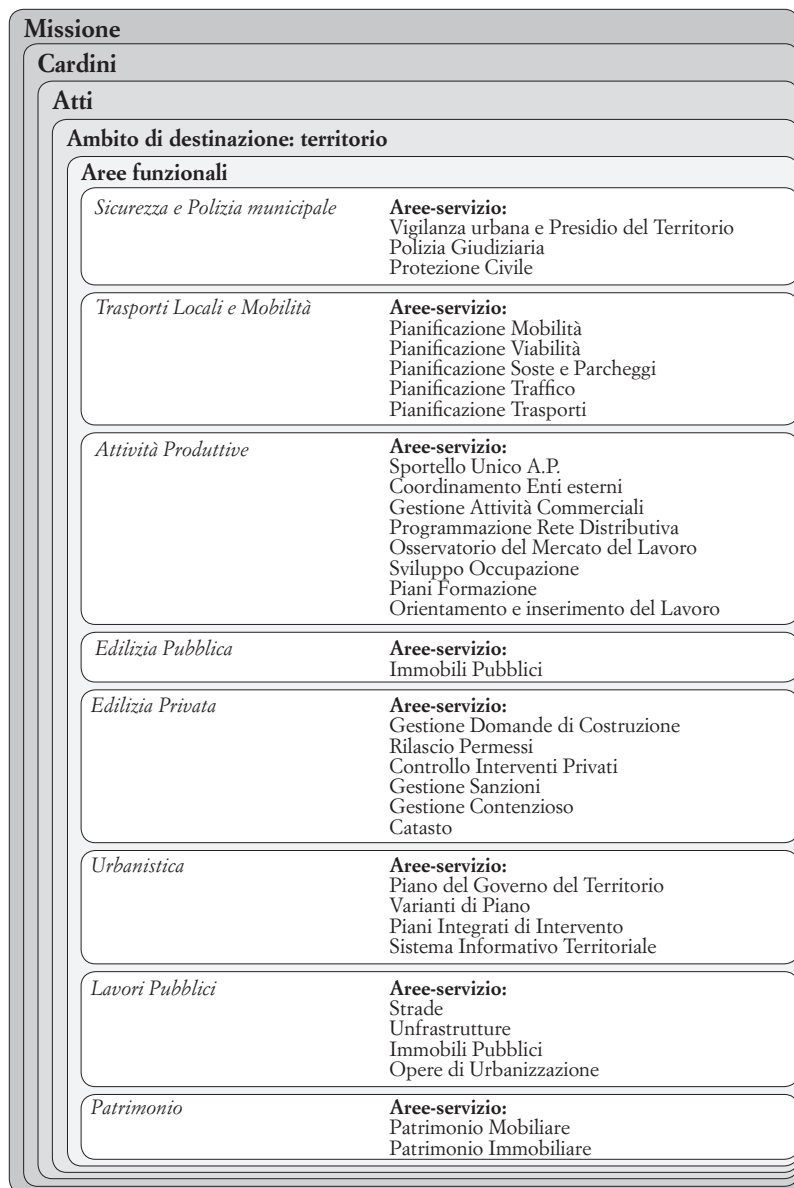 Missione
Cardini
Atti
Ambito di destinazione: territorio
Aree funzionali
Sicurezza e Polizia municipale
Aree-servizio:
Vigilanza urbana e Presidio del Territorio
Polizia Giudiziaria
Protezione Civile
Trasporti Locali e Mobilità
Aree-servizio:
Pianificazione Mobilità
Pianificazione Viabilità
Pianificazione Soste e Parcheggi
Pianificazione Traffico
Pianificazione Trasporti
Attività Produttive
Aree-servizio:
Sportello Unico A.P.
Coordinamento Enti esterni
Gestione Attività Commerciali
Programmazione Rete Distributiva
Osservatorio del Mercato del Lavoro
Sviluppo Occupazione
Piani Formazione
Orientamento e inserimento del Lavoro
Edilizia Pubblica
Aree-servizio:
Immobili Pubblici
Edilizia Privata
Aree-servizio:
Gestione Domande di Costruzione
Rilascio Permessi
Controllo Interventi Privati
Gestione Sanzioni
Gestione Contenzioso
Catasto
Urbanistica
Aree-servizio:
Piano del Governo del Territorio
Varianti di Piano
Piani Integrati di Intervento
Sistema Informativo Territoriale
Lavori Pubblici
Aree-servizio:
Strade
Unfrastrutture
Immobili Pubblici
Opere di Urbanizzazione
Patrimonio
Aree-servizio:
Patrimonio Mobiliare
Patrimonio Immobiliare